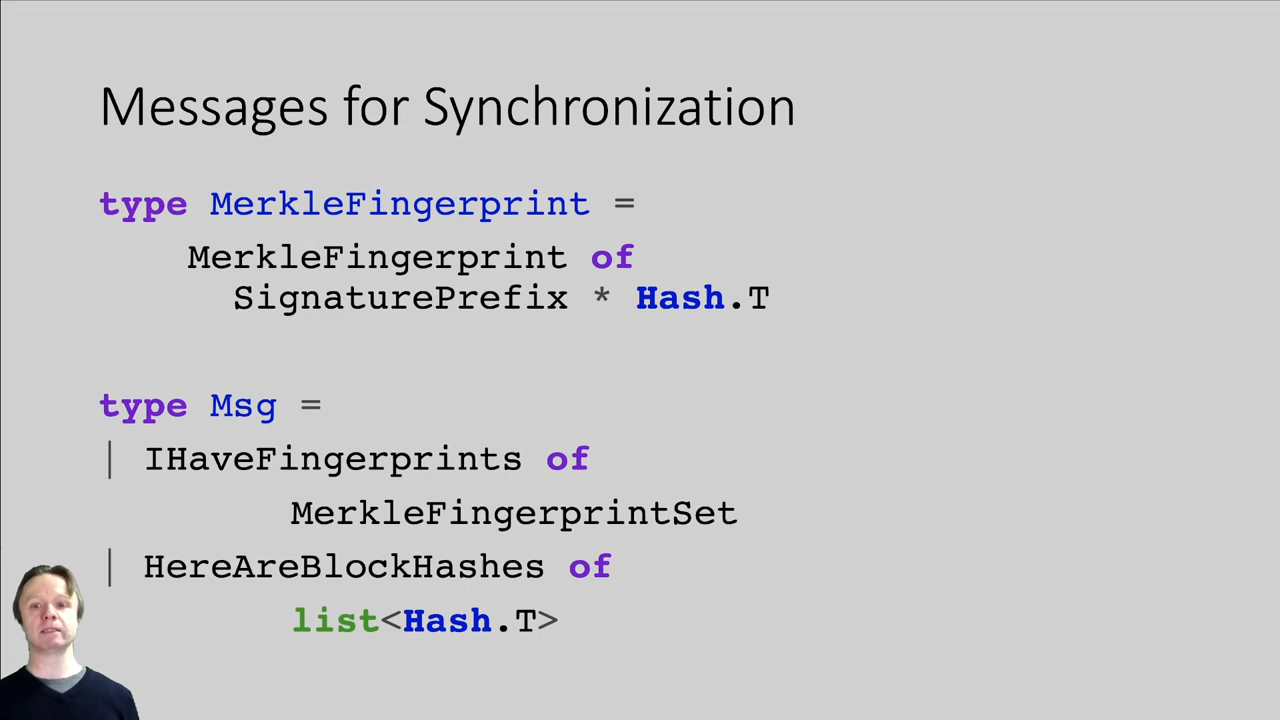 Messages for Synchronization
type MerkleFingerprint =
MerkleFingerprint of
SignaturePrefix * Hash.T
type Msg =
| IHaveFingerprints of
MerkleFingerprintSet
| HereAreBlockHashes of
list<Hash.T>